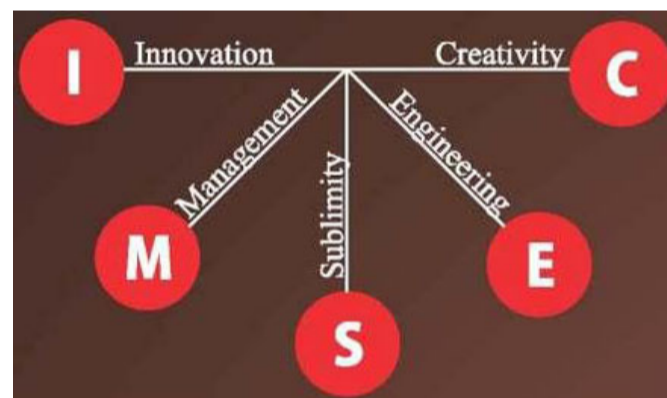 I
Innovation
Creativity
C
Management
Engineering
Sublimity
M
E
S